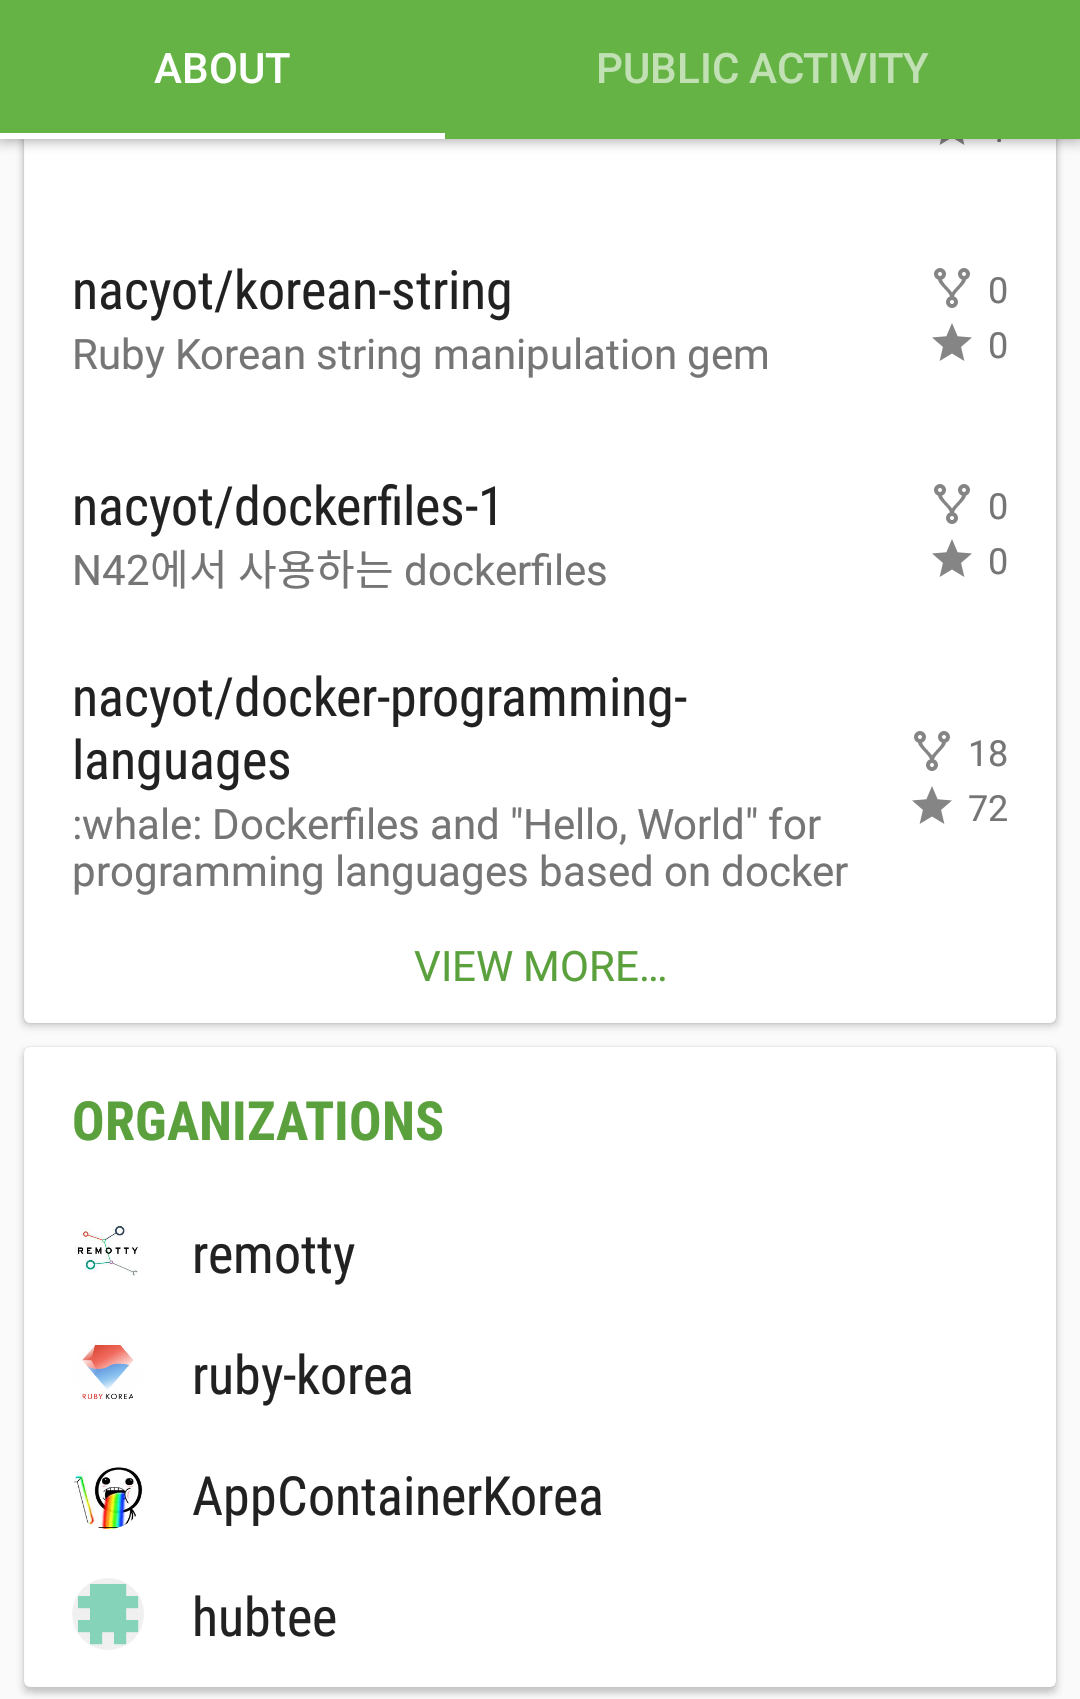 ABOUT
PUBLIC ACTIVITY
nacyot/korean-string
0
Ruby Korean string manipulation gem
0
nacyot/dockerfiles-1
0
N42에서 사용하는 dockerfiles
0
nacyot/docker-programming-
languages
18
:whale: Dockerfiles and "Hello, World" for
72
programming languages based on docker
VIEW MORE...
ORGANIZATIONS
REMOTTY
remotty
RUBY KOREA
ruby-korea
AppContainerKorea
hubtee